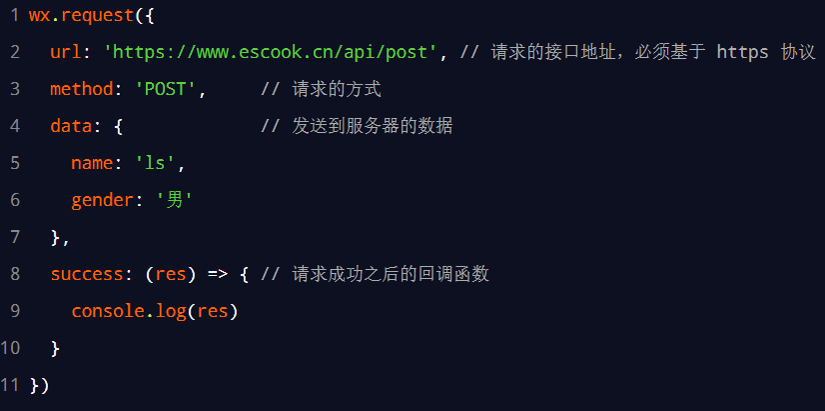 1 wx.request({
2   url: 'https://www.escook.cn/api/post', // 请求的接口地址，必须基于 https 协议
3   method: 'POST',     // 请求的方式
4   data: {             // 发送到服务器的数据
5     name: 'ls',
6     gender: '男'
7   },
8   success: (res) => { // 请求成功之后的回调函数
9     console.log(res)
10   }
11 })